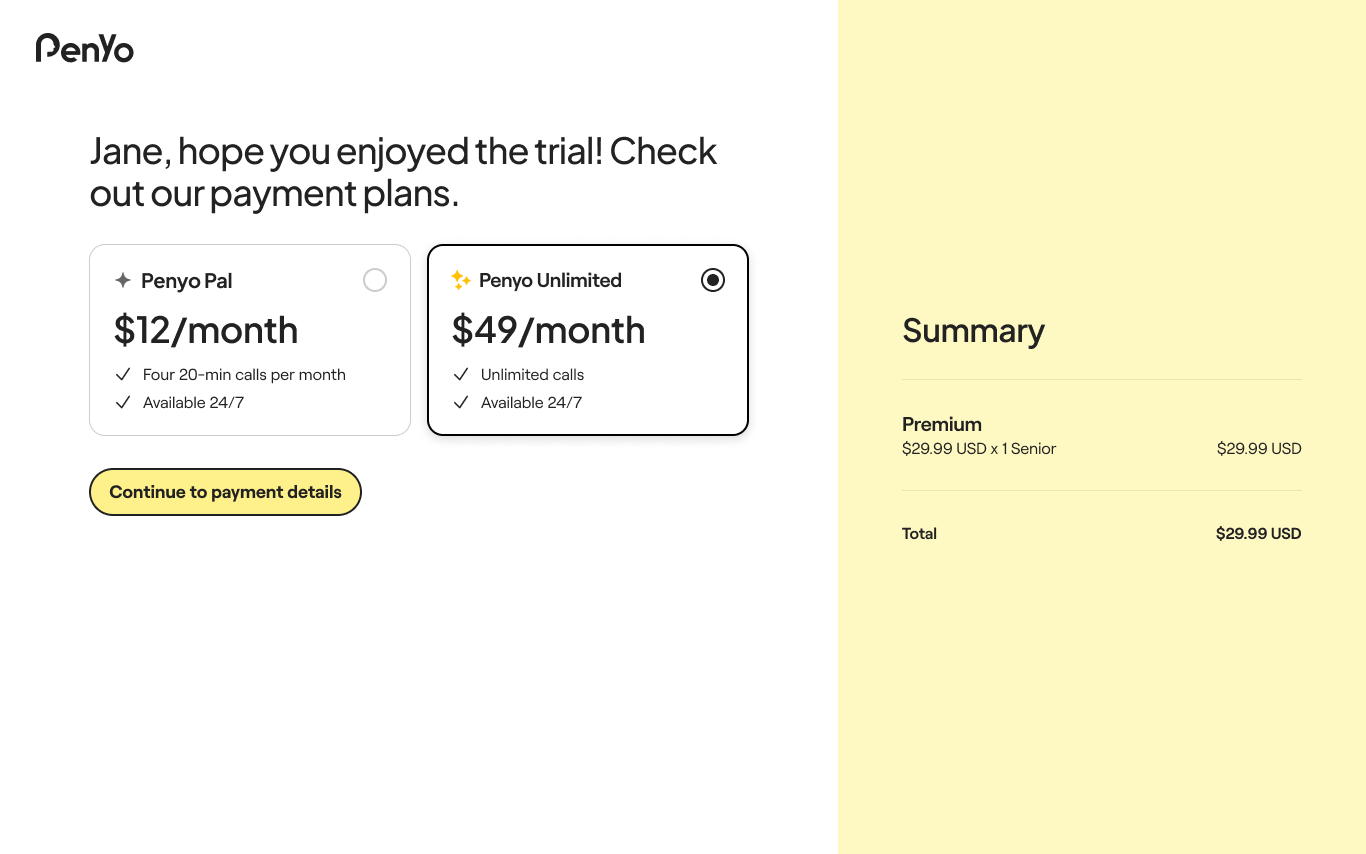 PenYo
Jane, hope you enjoyed the trial! Check
out our payment plans.
Penyo Pal
$12/month
Four 20-min calls per month
Available 24/7
Penyo Unlimited
$49/month
Unlimited calls
Available 24/7
Continue to payment details
Summary
Premium
$29.99 USD x 1 Senior $29.99 USD
Total $29.99 USD